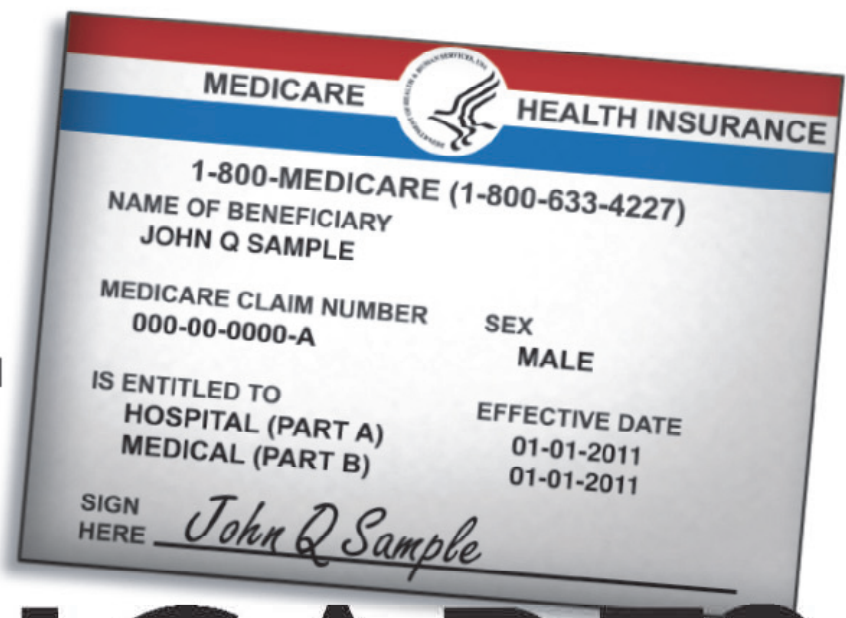 MEDICARE HEALTH INSURANCE
1-800-MEDICARE (1-800-633-4227)
NAME OF BENEFICIARY
JOHN Q SAMPLE
MEDICARE CLAIM NUMBER SEX
000-00-0000-A MALE
IS ENTITLED TO EFFECTIVE DATE
HOSPITAL (PART A) 01-01-2011
MEDICAL (PART B) 01-01-2011
SIGN
HERE John Q Sample